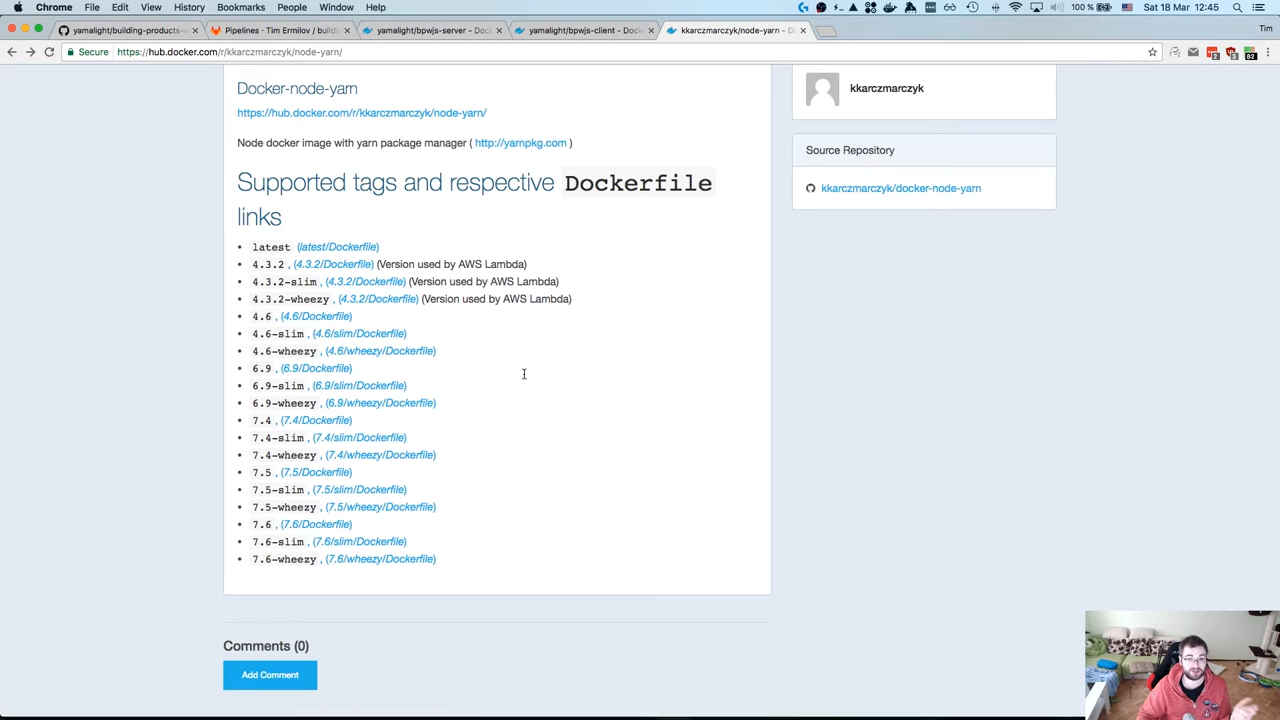 Chrome File Edit View History Bookmarks People Window Help 100 % Sat 18 Mar 12:45
yamalight/building-products-
Pipelines · Tim Ermilov / build
yamalight/bpwjs-server - Doc
yamalight/bpwjs-client - Dock
kkarczmarczyk/node-yarn - D
Tim
Secure https://hub.docker.com/r/kkarczmarczyk/node-yarn/
Docker-node-yarn
https://hub.docker.com/r/kkarczmarczyk/node-yarn/
Node docker image with yarn package manager ( http://yarnpkg.com )
Supported tags and respective Dockerfile
links
• latest (latest/Dockerfile)
• 4.3.2 , (4.3.2/Dockerfile) (Version used by AWS Lambda)
• 4.3.2-slim , (4.3.2/Dockerfile) (Version used by AWS Lambda)
• 4.3.2-wheezy , (4.3.2/Dockerfile) (Version used by AWS Lambda)
• 4.6 , (4.6/Dockerfile)
• 4.6-slim , (4.6/slim/Dockerfile)
• 4.6-wheezy , (4.6/wheezy/Dockerfile)
• 6.9 , (6.9/Dockerfile)
• 6.9-slim , (6.9/slim/Dockerfile)
• 6.9-wheezy , (6.9/wheezy/Dockerfile)
• 7.4 , (7.4/Dockerfile)
• 7.4-slim , (7.4/slim/Dockerfile)
• 7.4-wheezy , (7.4/wheezy/Dockerfile)
• 7.5 , (7.5/Dockerfile)
• 7.5-slim , (7.5/slim/Dockerfile)
• 7.5-wheezy , (7.5/wheezy/Dockerfile)
• 7.6 , (7.6/Dockerfile)
• 7.6-slim , (7.6/slim/Dockerfile)
• 7.6-wheezy , (7.6/wheezy/Dockerfile)
Comments (0)
Add Comment
kkarczmarczyk
Source Repository
kkarczmarczyk/docker-node-yarn